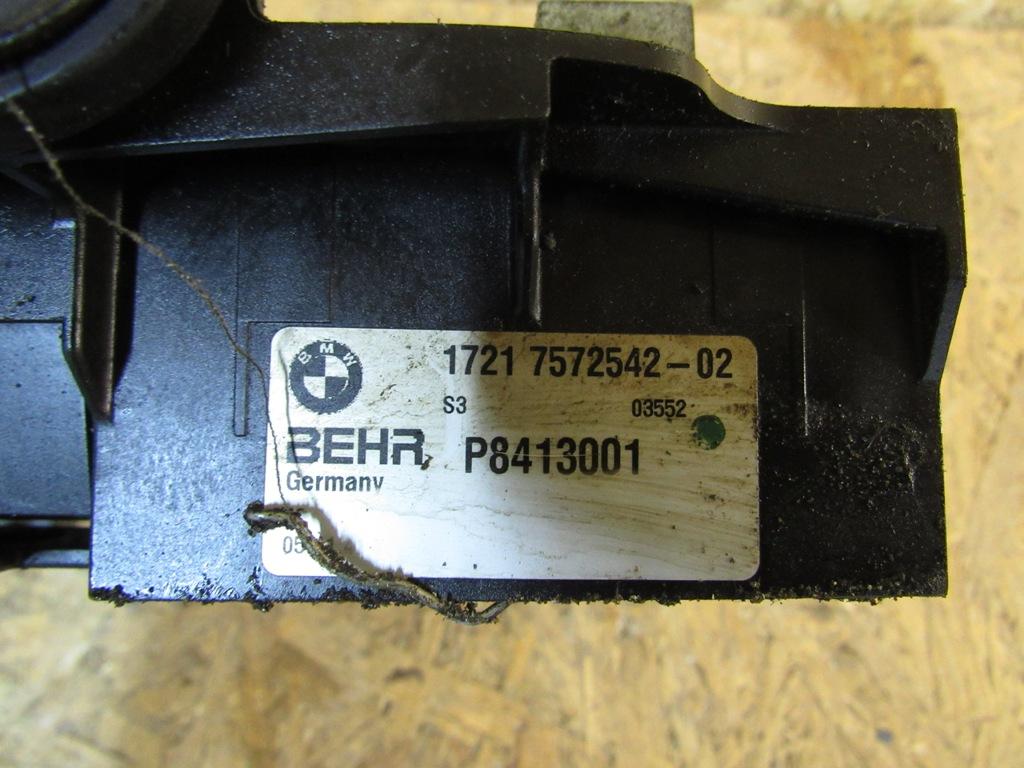 BMW
1721 7572542-02
S3 03552
BEHR P8413001
Germany